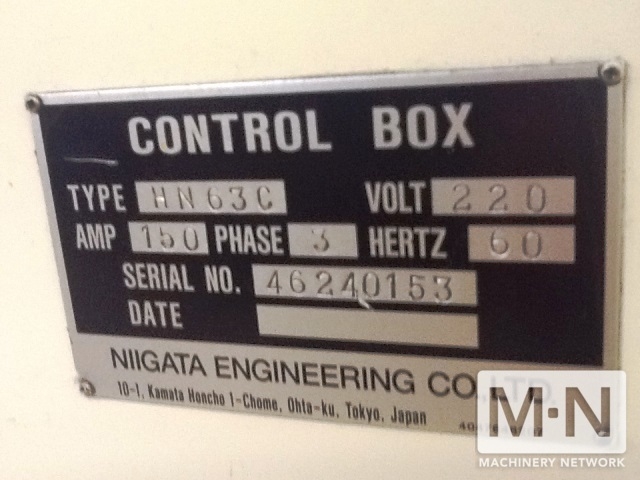 CONTROL BOX
TYPE HN63C VOLT 220
AMP 150 PHASE 3 HERTZ 60
SERIAL NO. 46240153
DATE
NIIGATA ENGINEERING CO., LTD.
10-1, Kamata Honcho 1-Chome, Ohta-ku, Tokyo, Japan
M·N
MACHINERY NETWORK